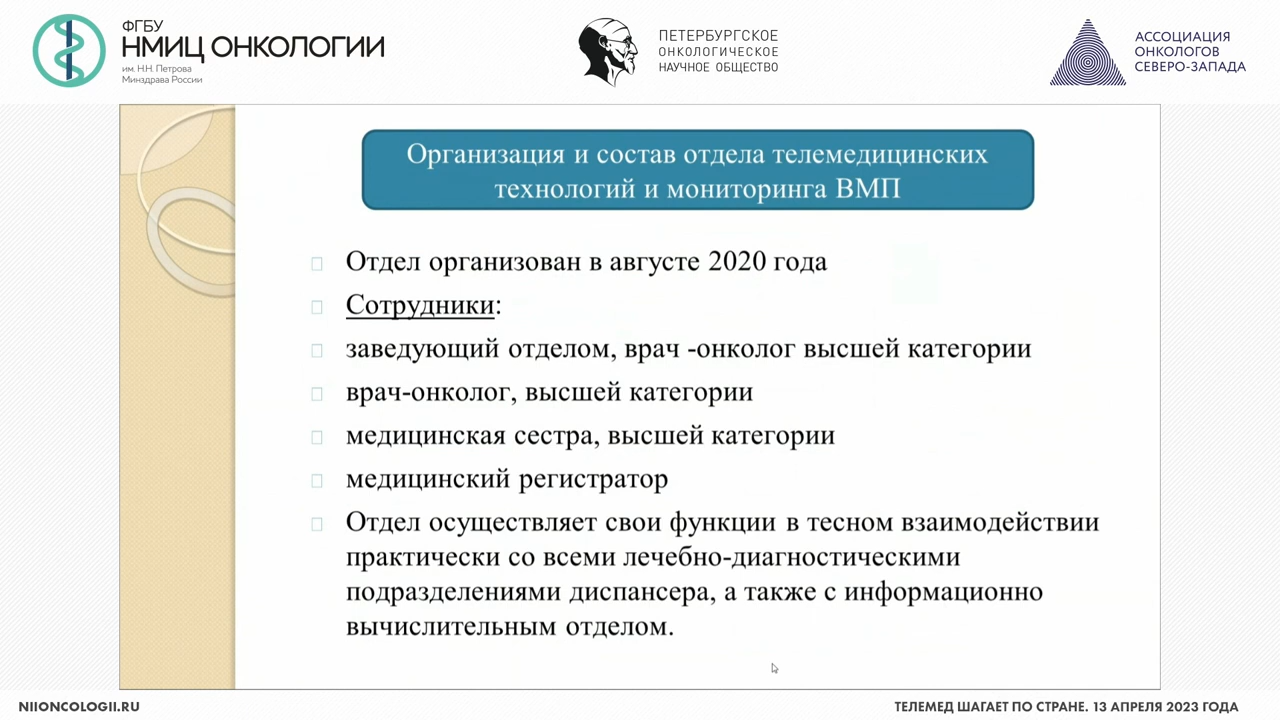 ФГБУ
НМИЦ ОНКОЛОГИИ
им. Н.Н. Петрова
Минздрава России
ПЕТЕРБУРГСКОЕ
ОНКОЛОГИЧЕСКОЕ
НАУЧНОЕ ОБЩЕСТВО
АССОЦИАЦИЯ
ОНКОЛОГОВ
СЕВЕРО-ЗАПАДА
Организация и состав отдела телемедицинских
технологий и мониторинга ВМП
Отдел организован в августе 2020 года
Сотрудники:
заведующий отделом, врач -онколог высшей категории
врач-онколог, высшей категории
медицинская сестра, высшей категории
медицинский регистратор
Отдел осуществляет свои функции в тесном взаимодействии
практически со всеми лечебно-диагностическими
подразделениями диспансера, а также с информационно
вычислительным отделом.
NIIONCOLOGII.RU
ТЕЛЕМЕД ШАГАЕТ ПО СТРАНЕ. 13 АПРЕЛЯ 2023 ГОДА